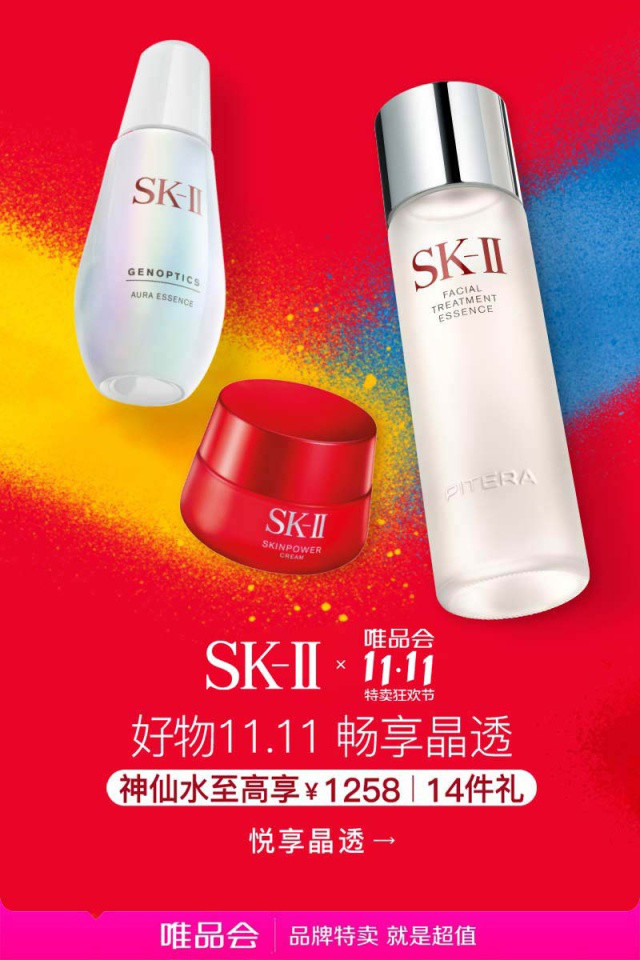 SK-II
GENOPTICS
AURA ESSENCE
SK-II
FACIAL
TREATMENT
ESSENCE
PITERA
SK-II
SKINPOWER
CREAM
SK-II × 唯品会
11·11
特卖狂欢节
好物11.11 畅享晶透
神仙水至高享¥1258|14件礼
悦享晶透→
唯品会|品牌特卖 就是超值